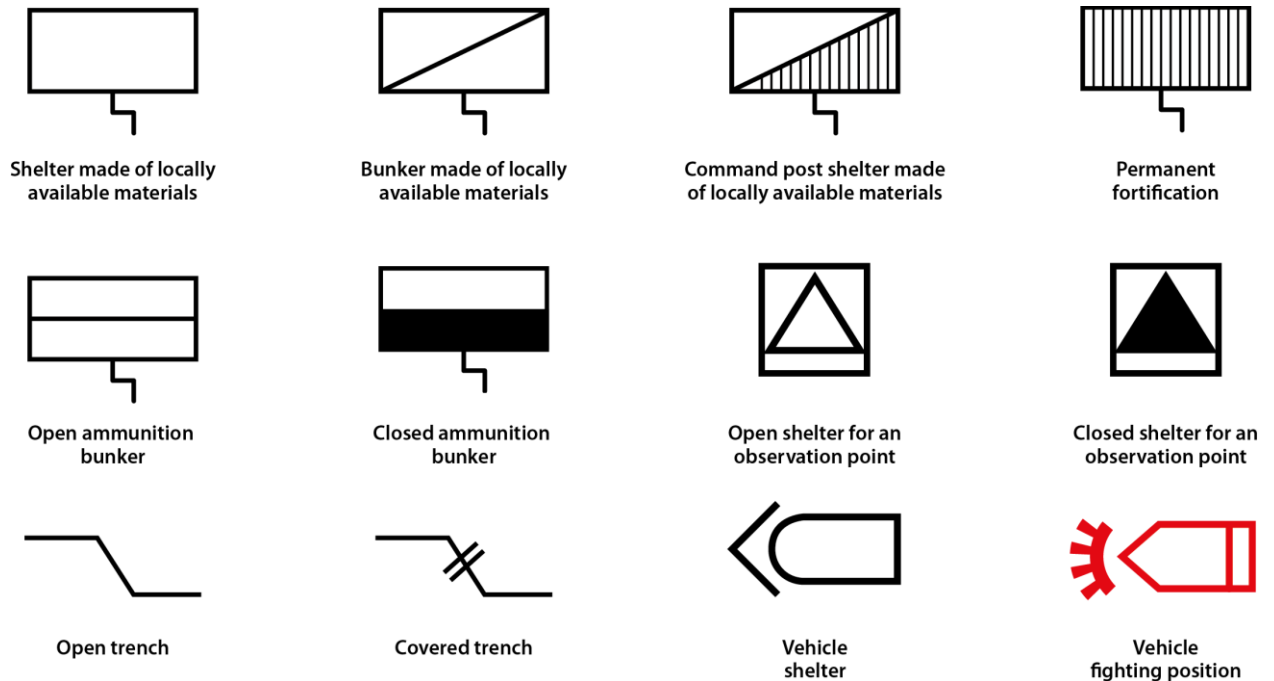 Shelter made of locally
available materials
Bunker made of locally
available materials
Command post shelter made
of locally available materials
Permanent
fortification
Open ammunition
bunker
Closed ammunition
bunker
Open shelter for an
observation point
Closed shelter for an
observation point
Open trench
Covered trench
Vehicle
shelter
Vehicle
fighting position